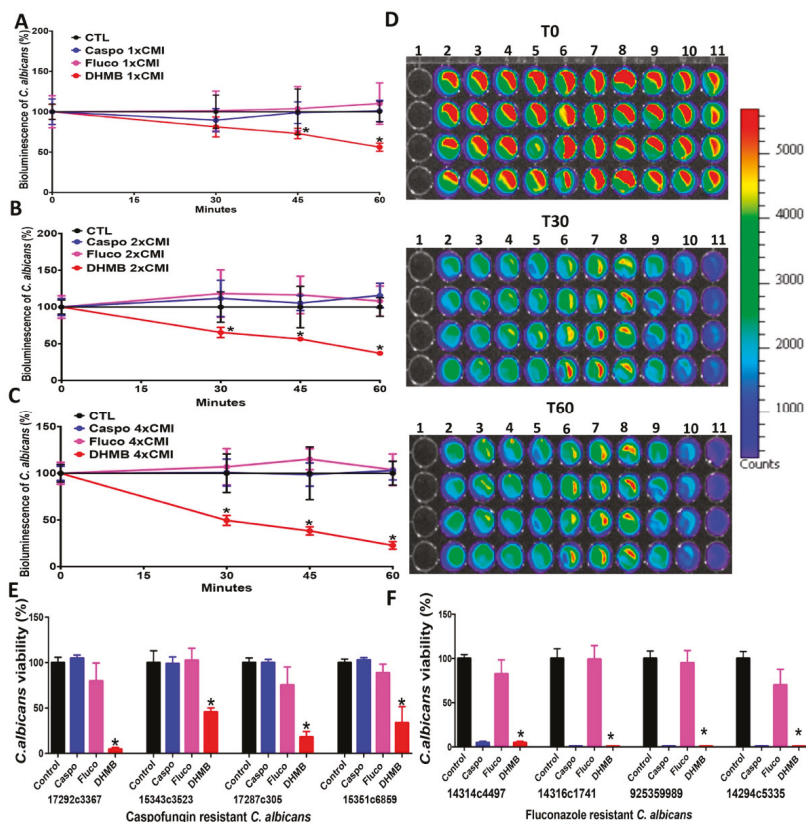 A
CTL
Caspo 1xCMI
Fluco 1xCMI
DHMB 1xCMI
Bioluminescence of C. albicans (%)
200
150
100
50
0
*
*
0 15 30 45 60
Minutes
B
CTL
Caspo 2xCMI
Fluco 2xCMI
DHMB 2xCMI
Bioluminescence of C. albicans (%)
200
150
100
50
0
*
*
*
0 15 30 45 60
Minutes
C
CTL
Caspo 4xCMI
Fluco 4xCMI
DHMB 4xCMI
Bioluminescence of C. albicans (%)
200
150
100
50
0
*
*
*
0 15 30 45 60
Minutes
D
T0
1 2 3 4 5 6 7 8 9 10 11
T30
1 2 3 4 5 6 7 8 9 10 11
T60
1 2 3 4 5 6 7 8 9 10 11
5000
4000
3000
2000
1000
Counts
E
C.albicans viability (%)
150
100
50
0
* * * *
Control Caspo Fluco DHMB Control Caspo Fluco DHMB Control Caspo Fluco DHMB Control Caspo Fluco DHMB
17292c3367 15343c3523 17287c305 15351c6859
Caspofungin resistant C. albicans
F
C.albicans viability (%)
150
100
50
0
* * * *
Control Caspo Fluco DHMB Control Caspo Fluco DHMB Control Caspo Fluco DHMB Control Caspo Fluco DHMB
14314c4497 14316c1741 925359989 14294c5335
Fluconazole resistant C. albicans